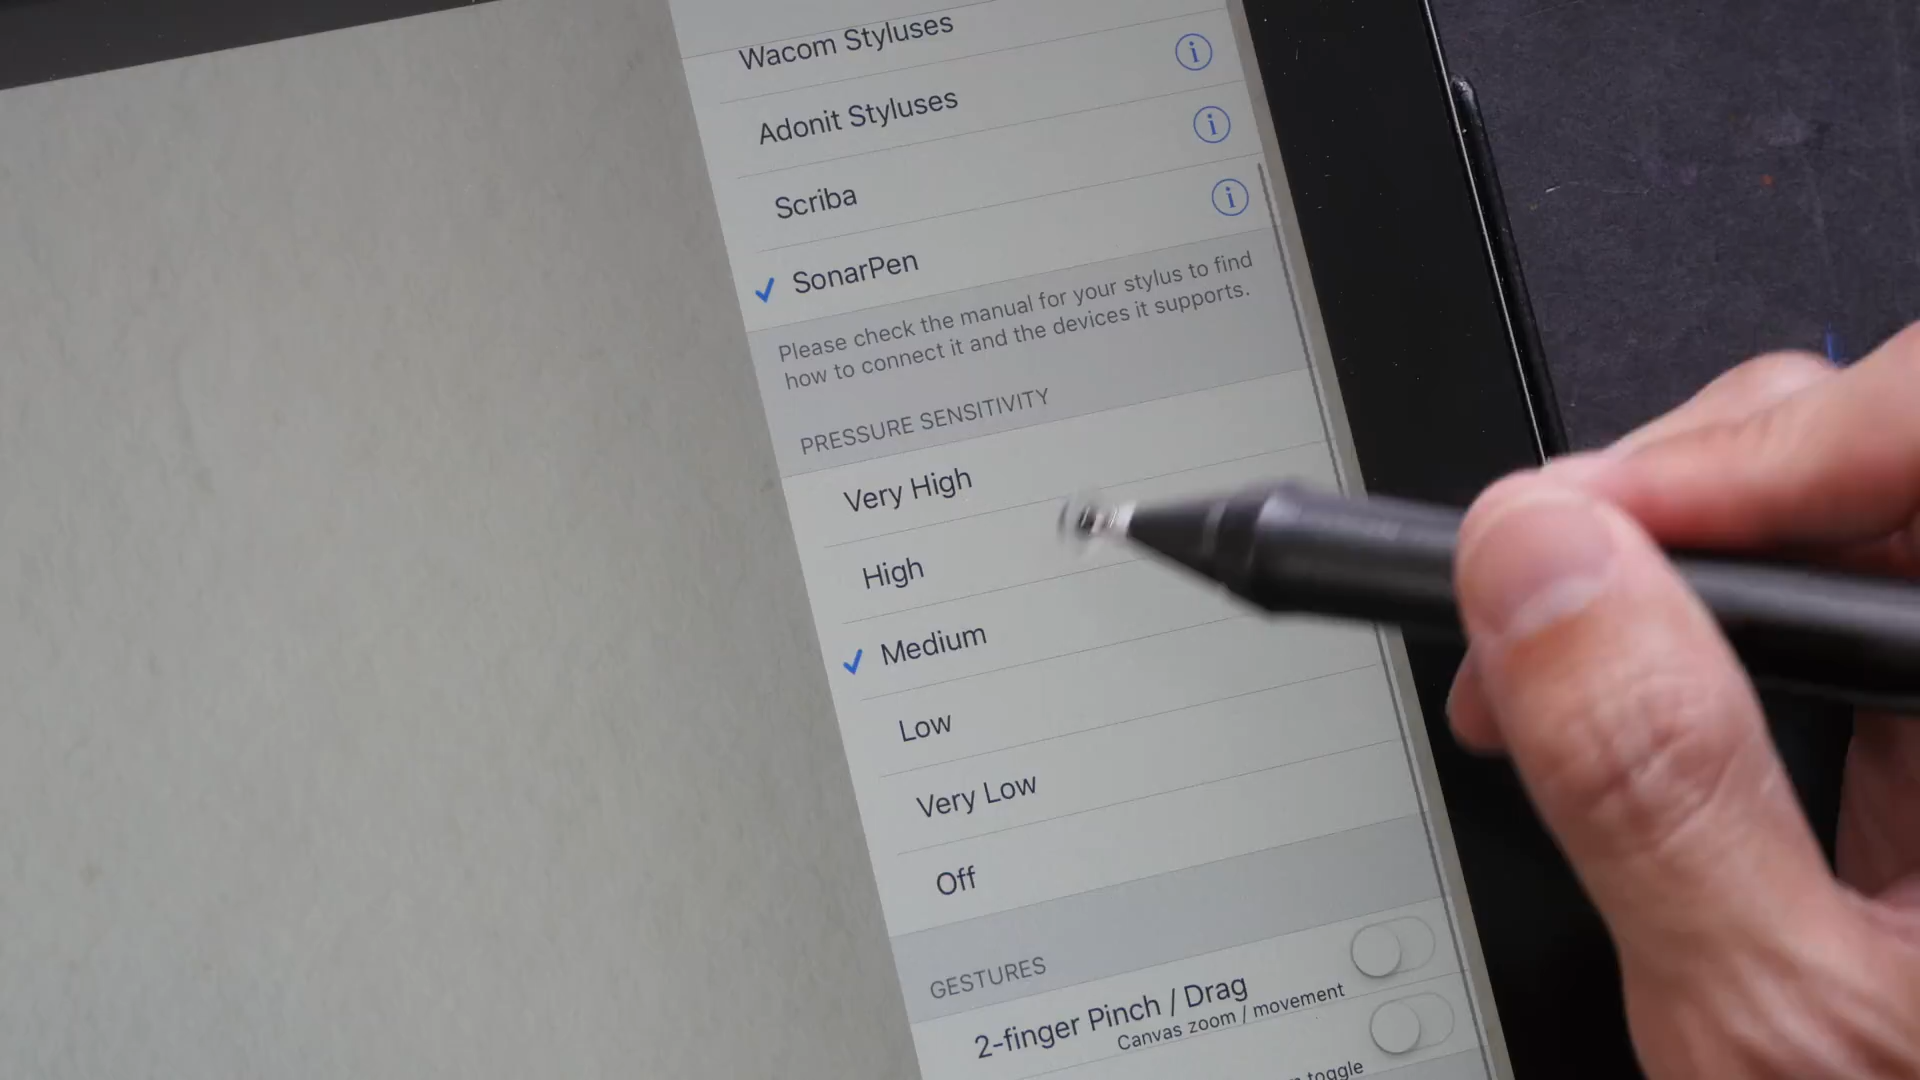 Wacom Styluses
Adonit Styluses
Scriba
SonarPen
Please check the manual for your stylus to find
how to connect it and the devices it supports.
PRESSURE SENSITIVITY
Very High
High
Medium
Low
Very Low
Off
GESTURES
2-finger Pinch / Drag
Canvas zoom / movement
toggle